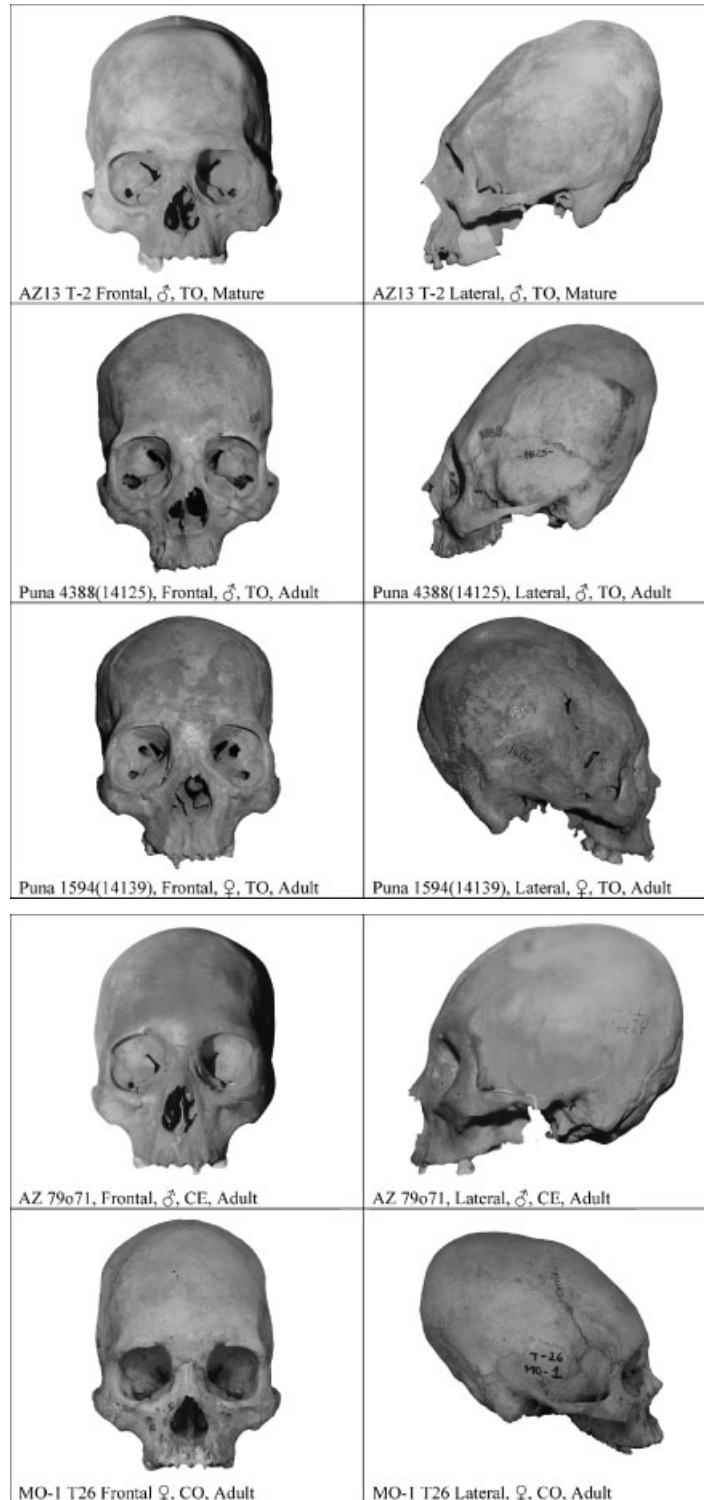 AZ13 T-2 Frontal, ♂, TO, Mature
AZ13 T-2 Lateral, ♂, TO, Mature
Puna 4388(14125), Frontal, ♂, TO, Adult
Puna 4388(14125), Lateral, ♂, TO, Adult
Puna 1594(14139), Frontal, ♀, TO, Adult
Puna 1594(14139), Lateral, ♀, TO, Adult
AZ 79o71, Frontal, ♂, CE, Adult
AZ 79o71, Lateral, ♂, CE, Adult
T-26
MO-1
MO-1 T26 Frontal ♀, CO, Adult
MO-1 T26 Lateral, ♀, CO, Adult